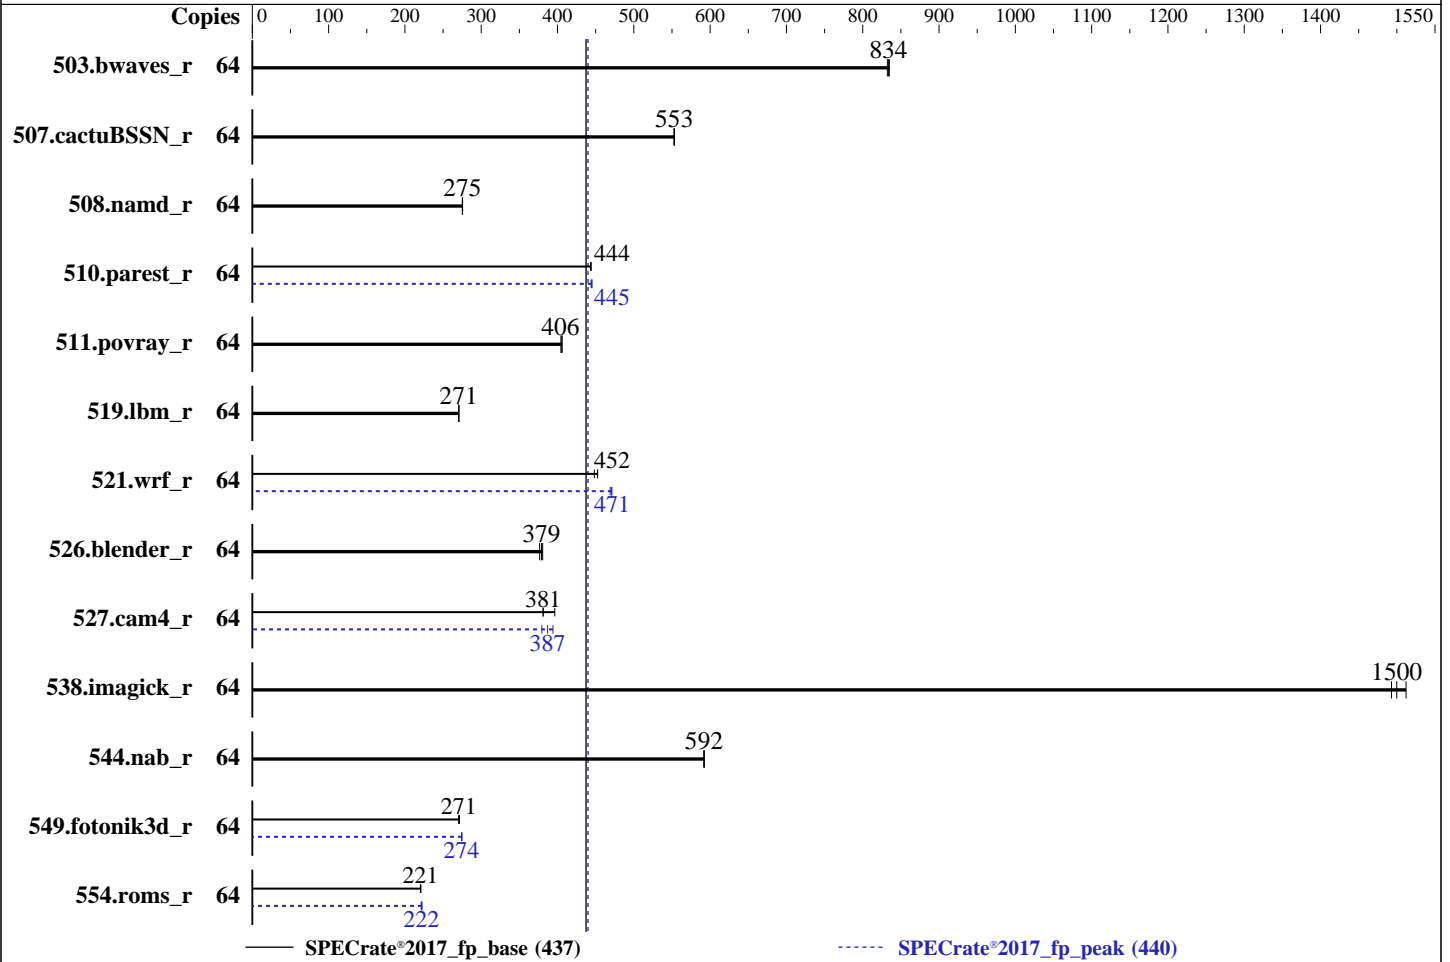 Copies 0 100 200 300 400 500 600 700 800 900 1000 1100 1200 1300 1400 1550
503.bwaves_r 64 834
507.cactuBSSN_r 64 553
508.namd_r 64 275
510.parest_r 64 444
445
511.povray_r 64 406
519.lbm_r 64 271
521.wrf_r 64 452
471
526.blender_r 64 379
527.cam4_r 64 381
387
538.imagick_r 64 1500
544.nab_r 64 592
549.fotonik3d_r 64 271
274
554.roms_r 64 221
222
SPECrate®2017_fp_base (437) SPECrate®2017_fp_peak (440)